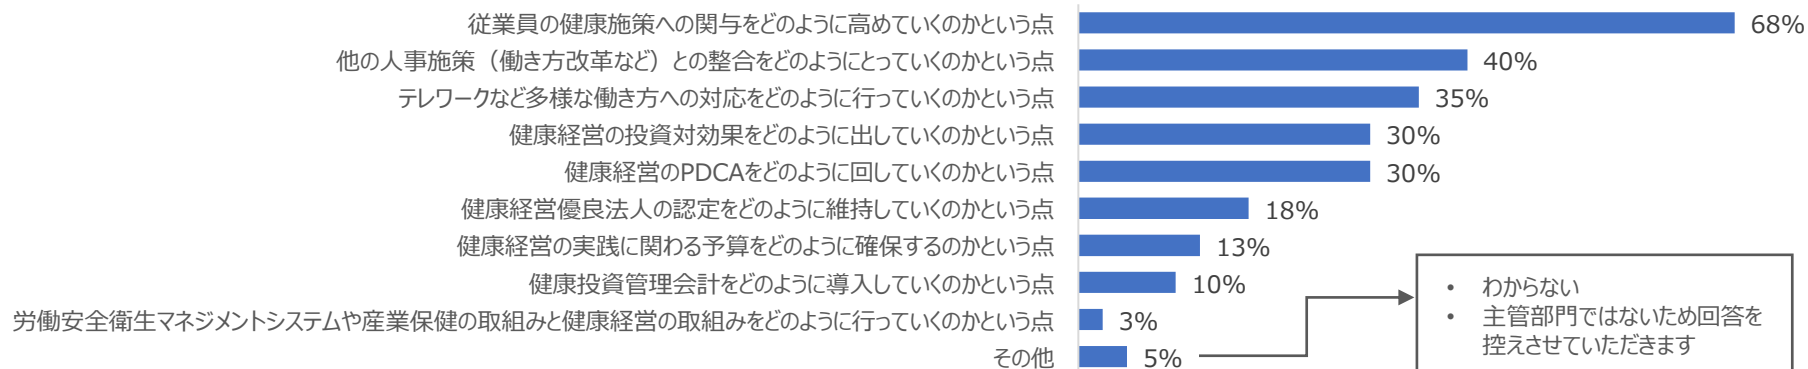 従業員の健康施策への関与をどのように高めていくのかという点 68%
他の人事施策（働き方改革など）との整合をどのようにとっていくのかという点 40%
テレワークなど多様な働き方への対応をどのように行っていくのかという点 35%
健康経営の投資対効果をどのように出していくのかという点 30%
健康経営のPDCAをどのように回していくのかという点 30%
健康経営優良法人の認定をどのように維持していくのかという点 18%
健康経営の実践に関わる予算をどのように確保するのかという点 13%
健康投資管理会計をどのように導入していくのかという点 10%
労働安全衛生マネジメントシステムや産業保健の取組みと健康経営の取組みをどのように行っていくのかという点 3%
その他 5%
• わからない
• 主管部門ではないため回答を
控えさせていただきます